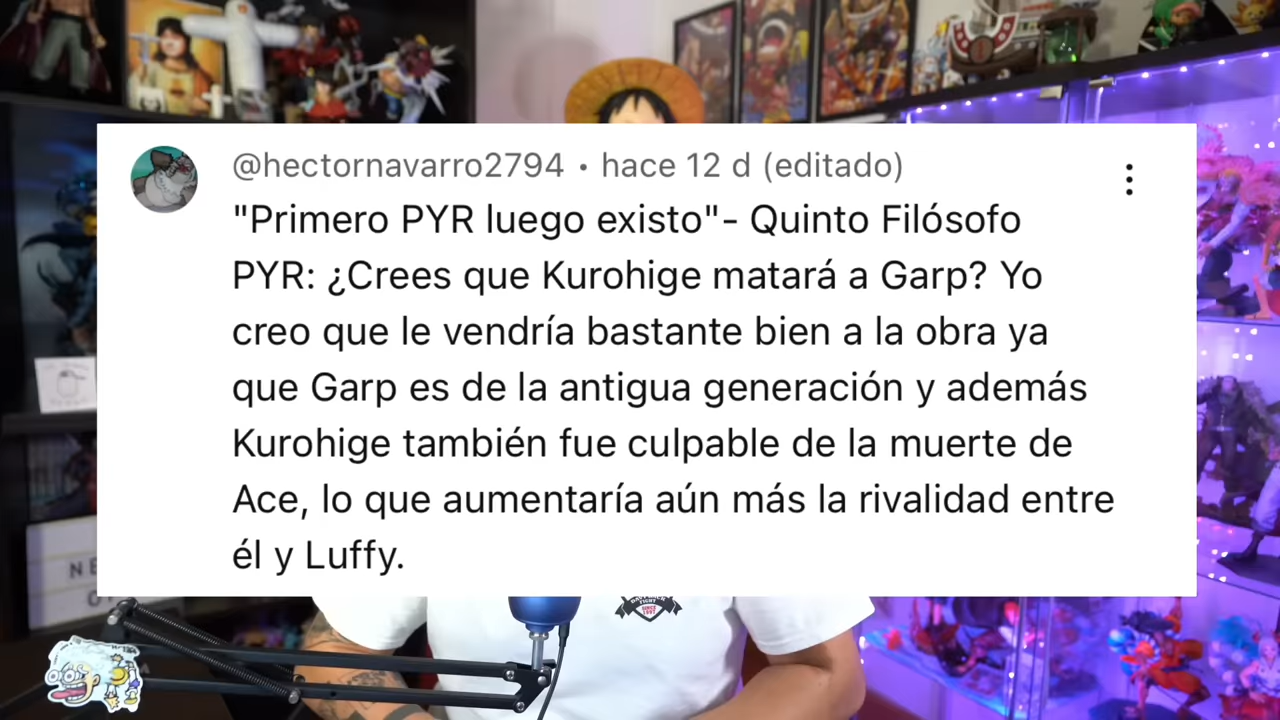 @hectornavarro2794 • hace 12 d (editado)
"Primero PYR luego existo"- Quinto Filósofo
PYR: ¿Crees que Kurohige matará a Garp? Yo
creo que le vendría bastante bien a la obra ya
que Garp es de la antigua generación y además
Kurohige también fue culpable de la muerte de
Ace, lo que aumentaría aún más la rivalidad entre
él y Luffy.
NE
SINCE